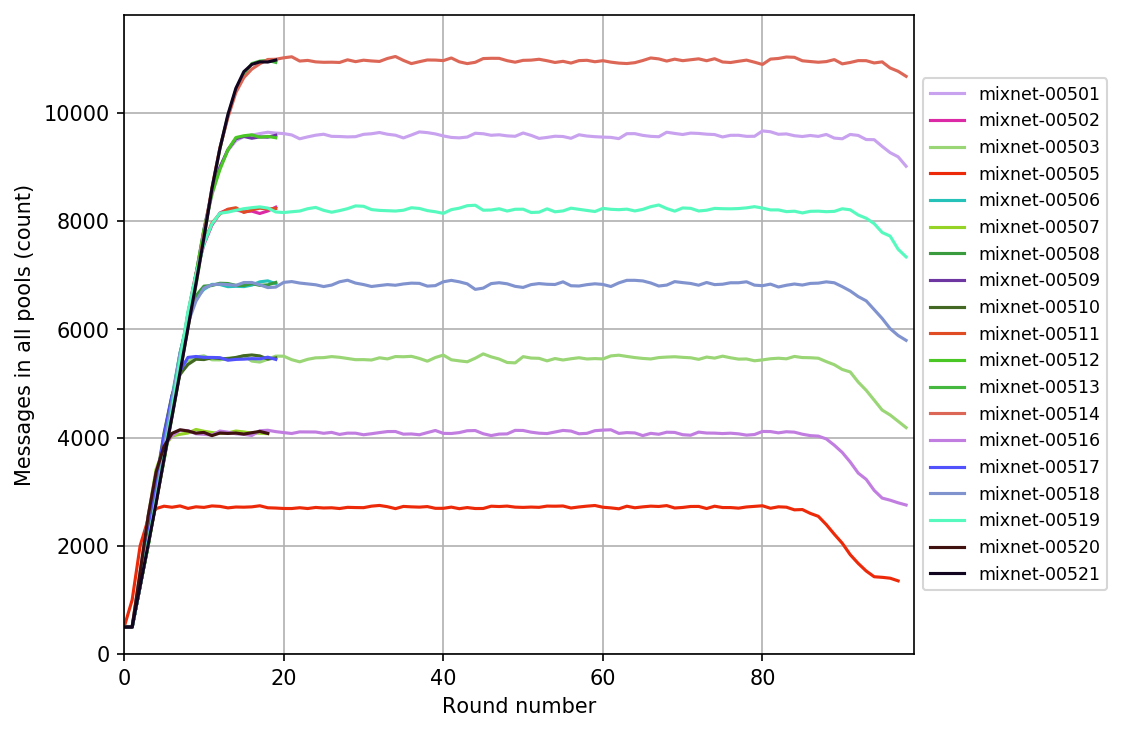 Messages in all pools (count)
10000
8000
6000
4000
2000
0
0 20 40 60 80
Round number
mixnet-00501
mixnet-00502
mixnet-00503
mixnet-00505
mixnet-00506
mixnet-00507
mixnet-00508
mixnet-00509
mixnet-00510
mixnet-00511
mixnet-00512
mixnet-00513
mixnet-00514
mixnet-00516
mixnet-00517
mixnet-00518
mixnet-00519
mixnet-00520
mixnet-00521